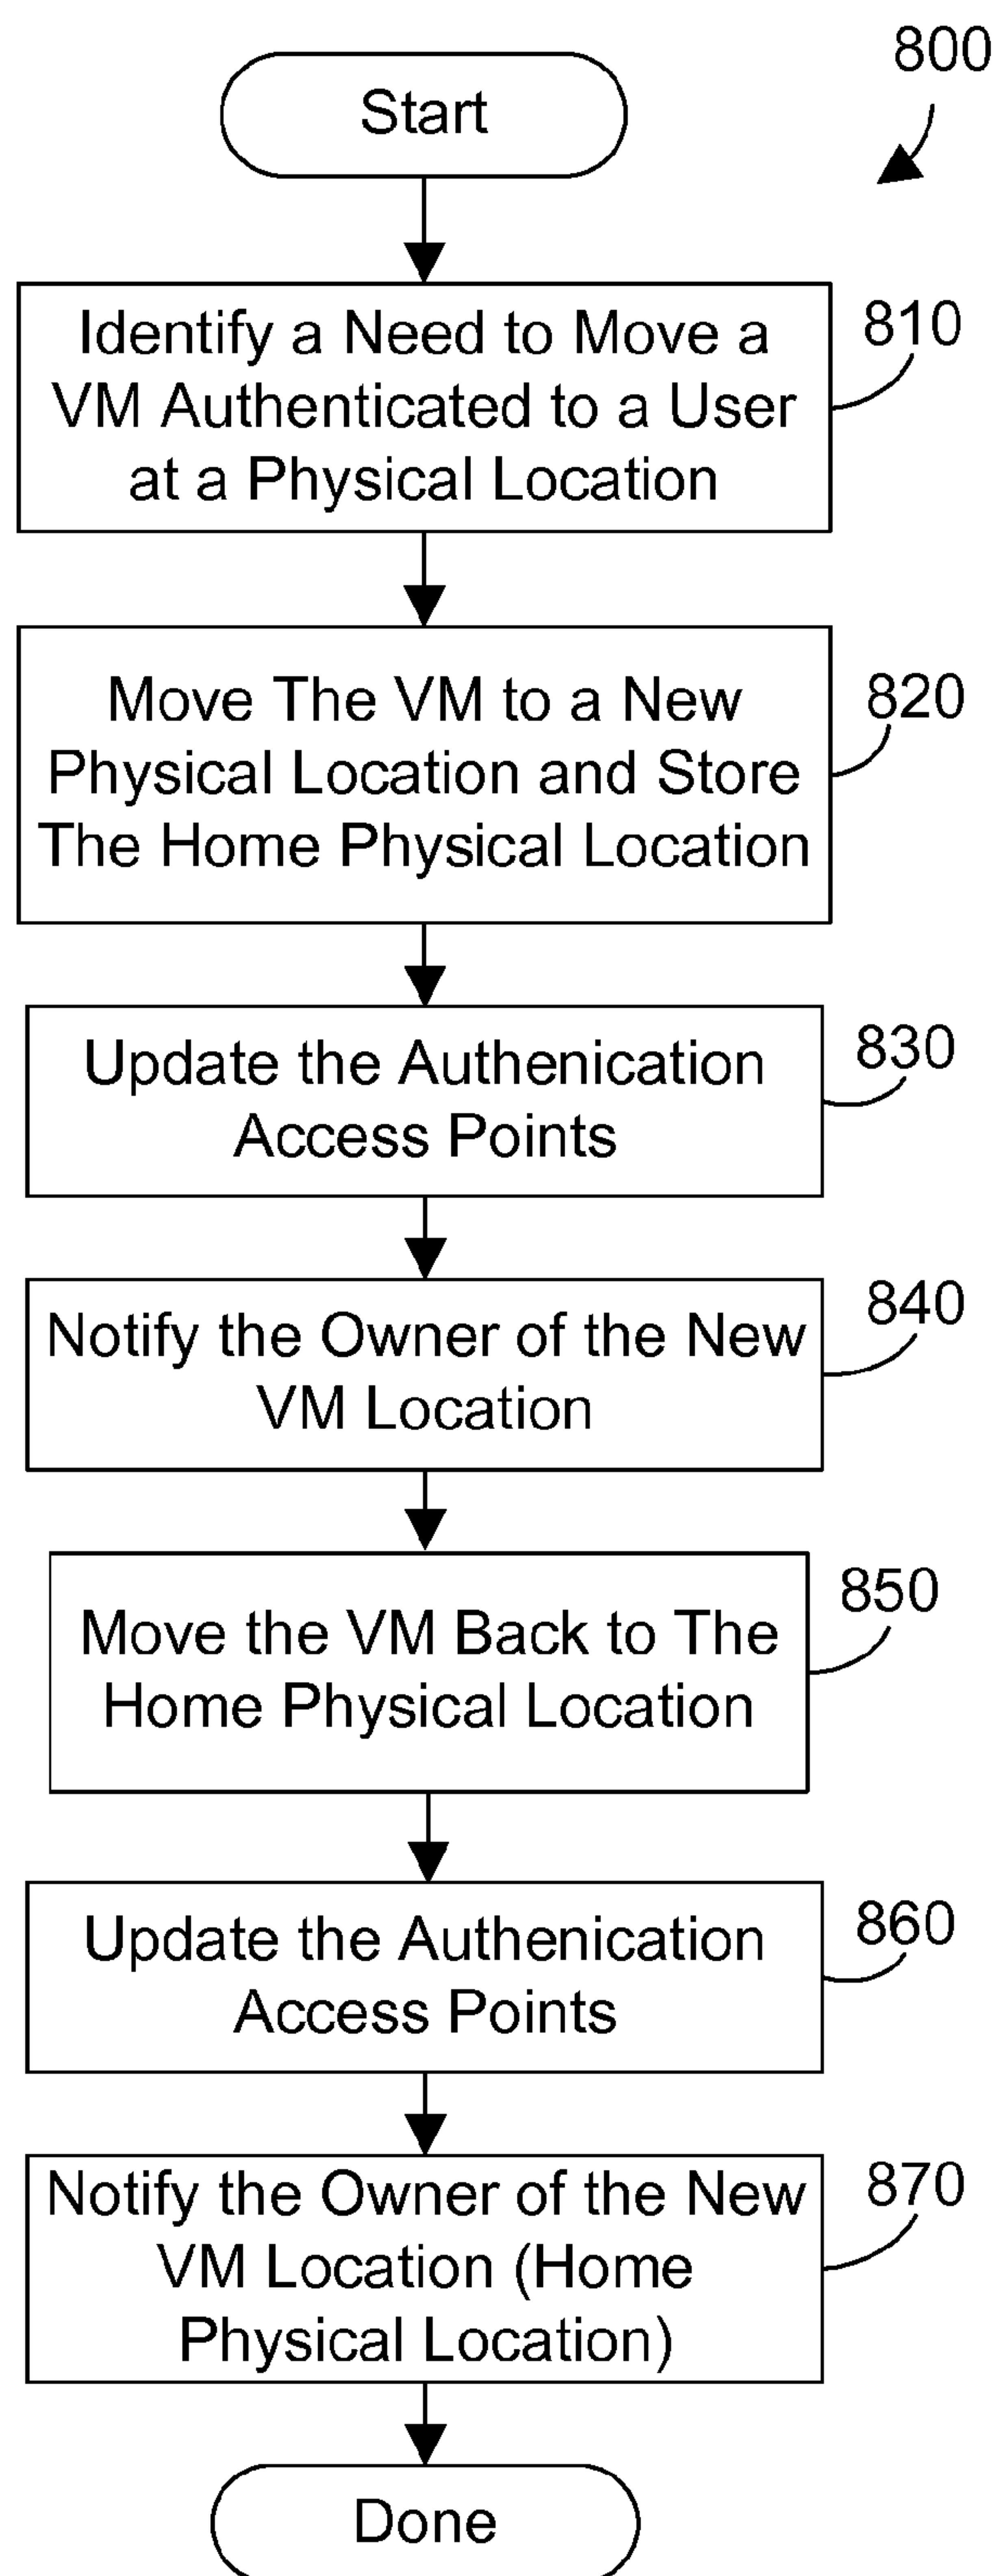 800
Start
Identify a Need to Move a
VM Authenticated to a User
at a Physical Location
810
Move The VM to a New
Physical Location and Store
The Home Physical Location
820
Update the Authenication
Access Points
830
Notify the Owner of the New
VM Location
840
Move the VM Back to The
Home Physical Location
850
Update the Authenication
Access Points
860
Notify the Owner of the New
VM Location (Home
Physical Location)
870
Done